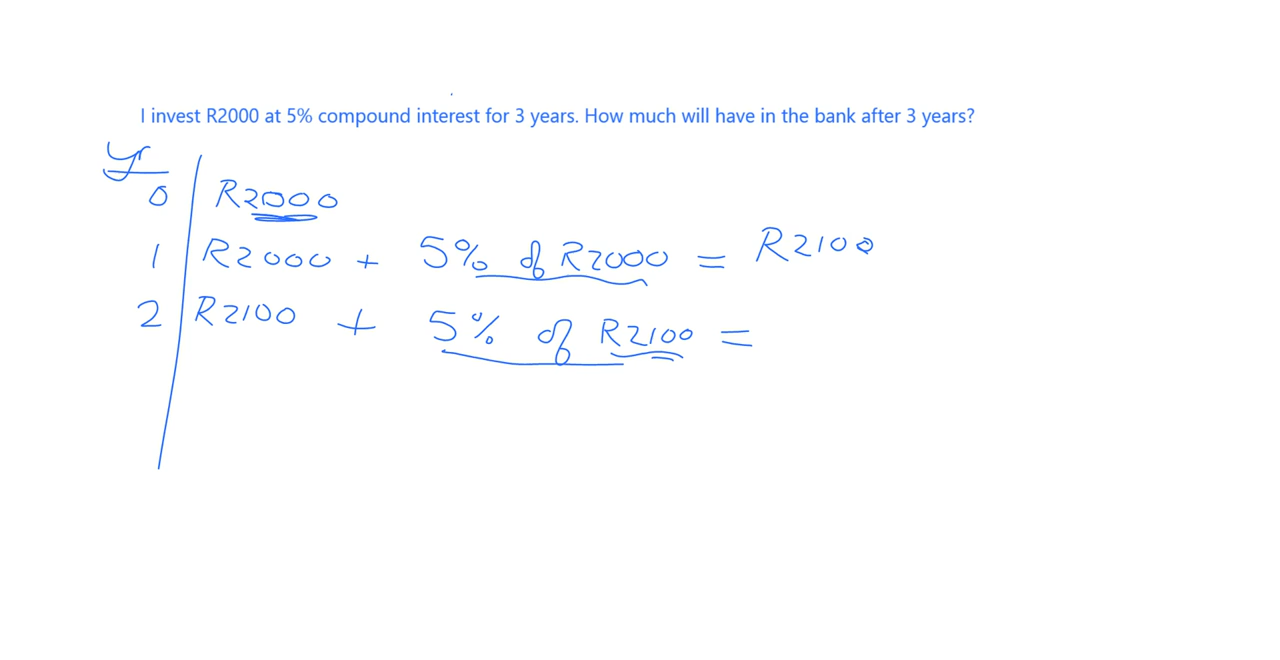 I invest R2000 at 5% compound interest for 3 years. How much will have in the bank after 3 years?
yr
0 R2000
1 R2000 + 5% of R2000 = R2100
2 R2100 + 5% of R2100 =